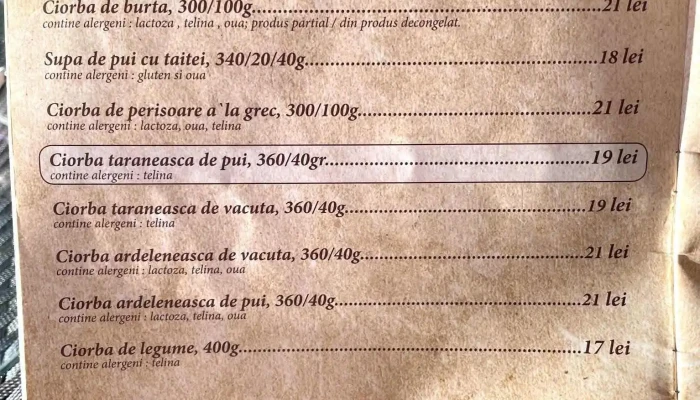 Ciorba de burta, 300/100g...............................................................21 lei
contine alergeni : lactoza , telina , oua; produs partial / din produs decongelat.
Supa de pui cu taitei, 340/20/40g.....................................................18 lei
contine alergeni : gluten si oua
Ciorba de perisoare a`la grec, 300/100g...........................................21 lei
contine alergeni : lactoza, oua, telina
Ciorba taraneasca de pui, 360/40gr.................................................19 lei
contine alergeni : telina
Ciorba taraneasca de vacuta, 360/40g.............................................19 lei
contine alergeni : telina
Ciorba ardeleneasca de vacuta, 360/40g..........................................21 lei
contine alergeni : lactoza, telina, oua
Ciorba ardeleneasca de pui, 360/40g..............................................21 lei
contine alergeni : lactoza, telina, oua
Ciorba de legume, 400g................................................................17 lei
contine alergeni : telina